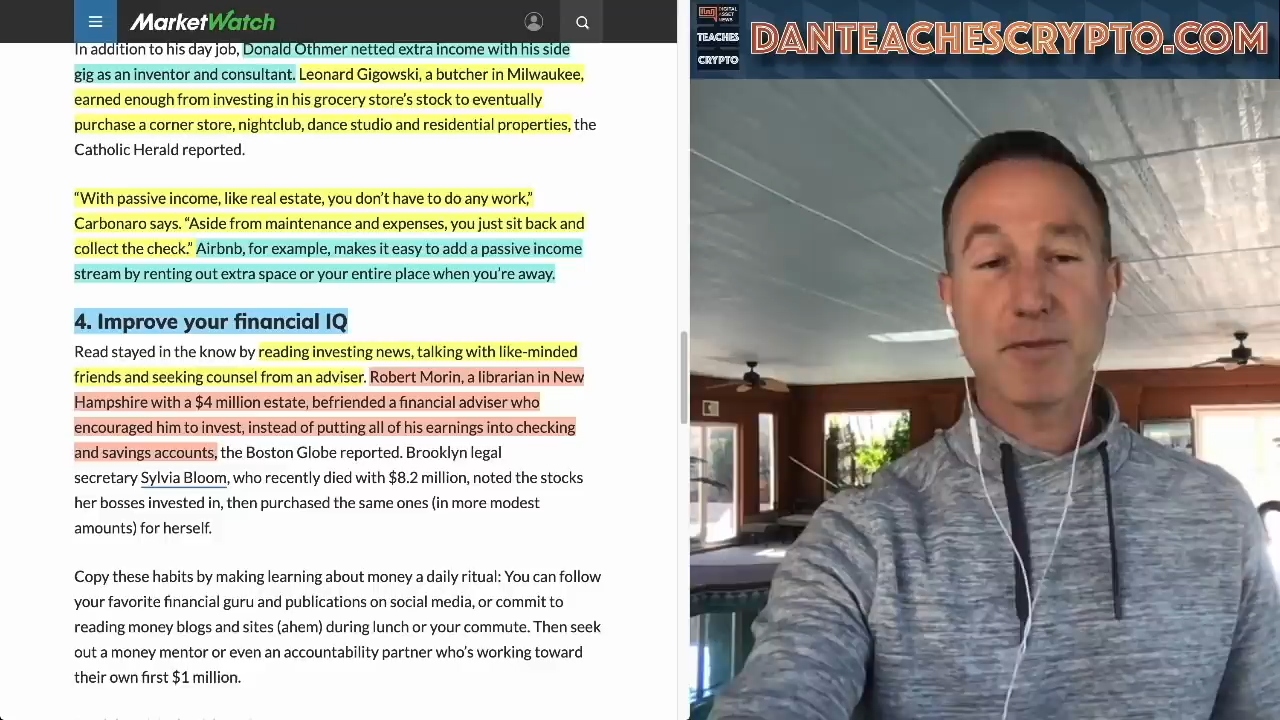 MarketWatch
In addition to his day job, Donald Othmer netted extra income with his side
gig as an inventor and consultant. Leonard Gigowski, a butcher in Milwaukee,
earned enough from investing in his grocery store’s stock to eventually
purchase a corner store, nightclub, dance studio and residential properties, the
Catholic Herald reported.
“With passive income, like real estate, you don’t have to do any work,”
Carbonaro says. “Aside from maintenance and expenses, you just sit back and
collect the check.” Airbnb, for example, makes it easy to add a passive income
stream by renting out extra space or your entire place when you’re away.
4. Improve your financial IQ
Read stayed in the know by reading investing news, talking with like-minded
friends and seeking counsel from an adviser. Robert Morin, a librarian in New
Hampshire with a $4 million estate, befriended a financial adviser who
encouraged him to invest, instead of putting all of his earnings into checking
and savings accounts, the Boston Globe reported. Brooklyn legal
secretary Sylvia Bloom, who recently died with $8.2 million, noted the stocks
her bosses invested in, then purchased the same ones (in more modest
amounts) for herself.
Copy these habits by making learning about money a daily ritual: You can follow
your favorite financial guru and publications on social media, or commit to
reading money blogs and sites (ahem) during lunch or your commute. Then seek
out a money mentor or even an accountability partner who’s working toward
their own first $1 million.
DIGITAL
ASSET
NEWS
TEACHES
CRYPTO
DANTEACHESCRYPTO.COM